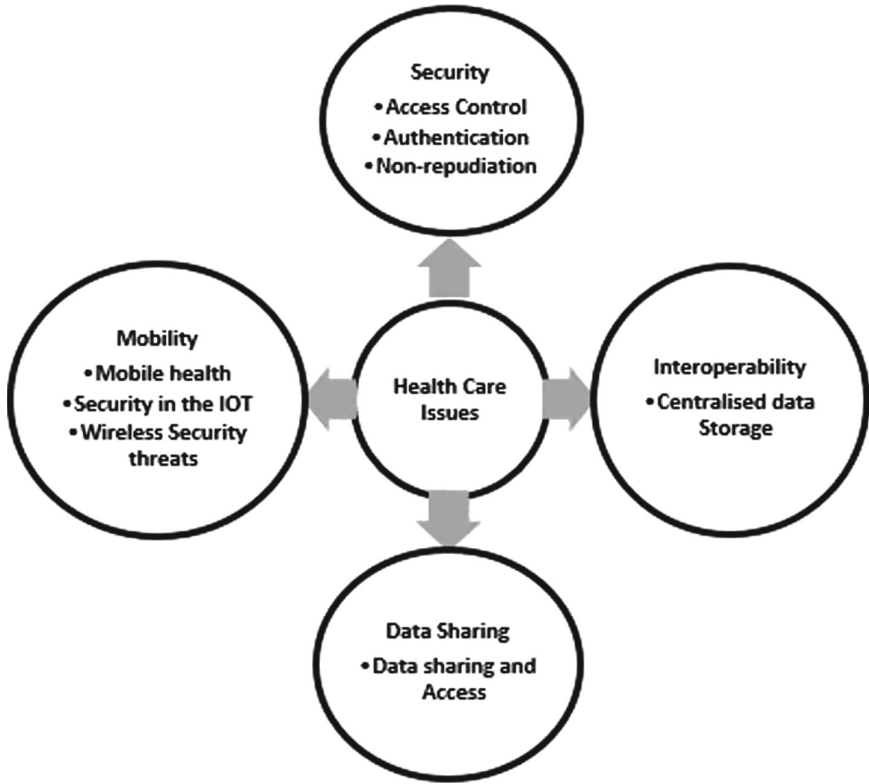 Security
•Access Control
•Authentication
•Non-repudiation
Mobility
•Mobile health
•Security in the IOT
•Wireless Security
threats
Health Care
Issues
Interoperability
•Centralised data
Storage
Data Sharing
•Data sharing and
Access